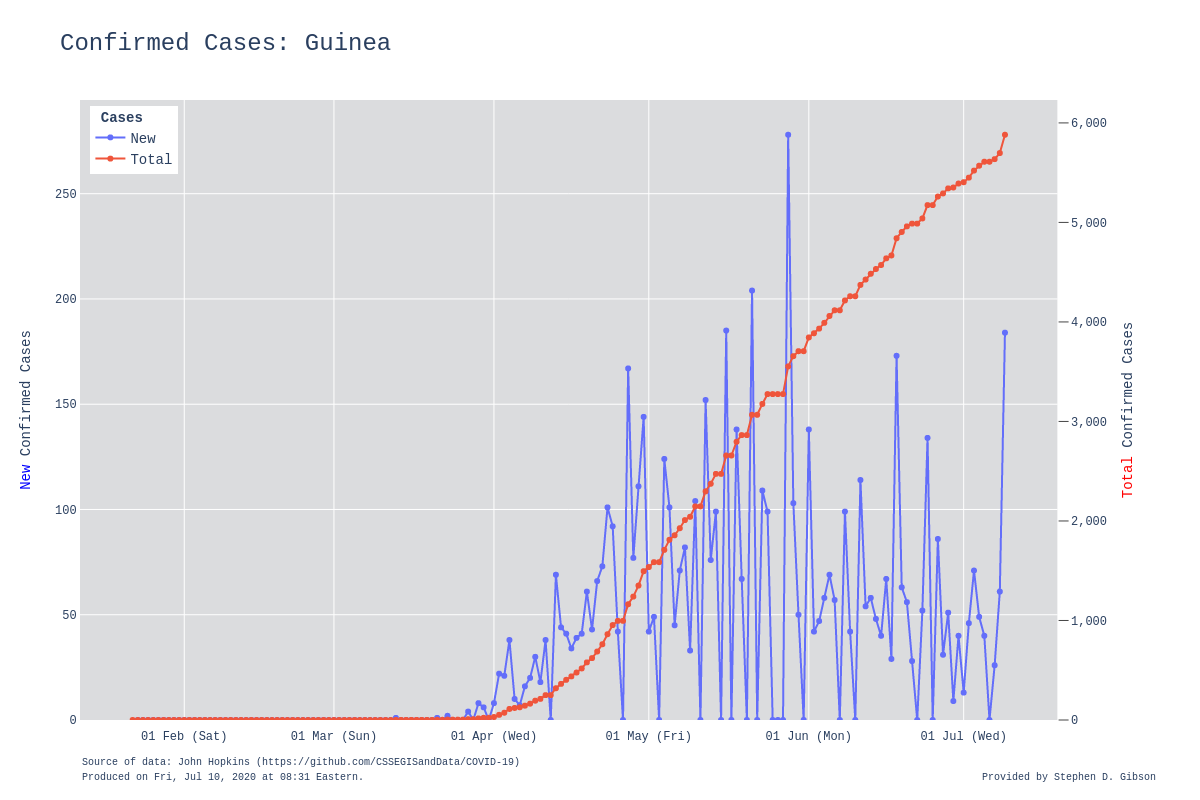 Confirmed Cases: Guinea
Cases
New
Total
250
200
150
100
50
0
6,000
5,000
4,000
3,000
2,000
1,000
0
New Confirmed Cases
Total Confirmed Cases
01 Feb (Sat)
01 Mar (Sun)
01 Apr (Wed)
01 May (Fri)
01 Jun (Mon)
01 Jul (Wed)
Source of data: John Hopkins (https://github.com/CSSEGISandData/COVID-19)
Produced on Fri, Jul 10, 2020 at 08:31 Eastern.
Provided by Stephen D. Gibson